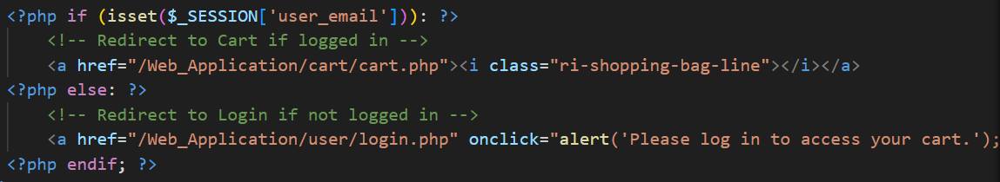 <?php if (isset($_SESSION['user_email'])): ?>
<!-- Redirect to Cart if logged in -->
<a href="/Web_Application/cart/cart.php"><i class="ri-shopping-bag-line"></i></a>
<?php else: ?>
<!-- Redirect to Login if not logged in -->
<a href="/Web_Application/user/login.php" onclick="alert('Please log in to access your cart.');
<?php endif; ?>